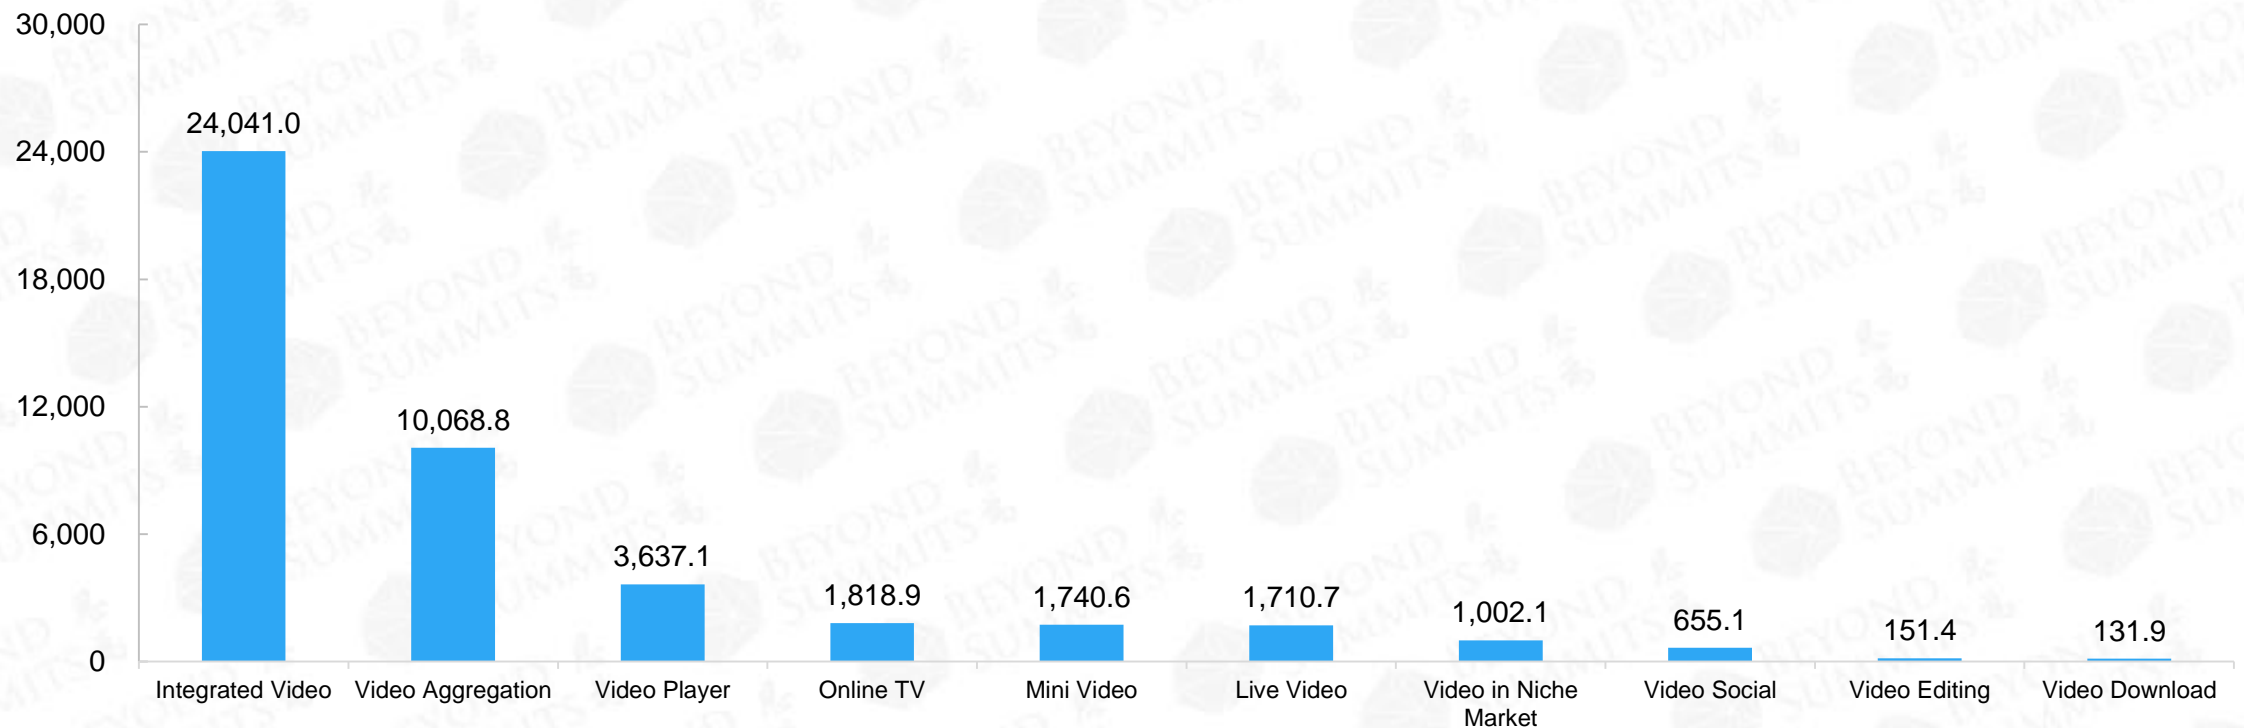 30,000
24,000
18,000
12,000
6,000
0
24,041.0
10,068.8
3,637.1
1,818.9
1,740.6
1,710.7
1,002.1
655.1
151.4
131.9
Integrated Video
Video Aggregation
Video Player
Online TV
Mini Video
Live Video
Video in Niche
Market
Video Social
Video Editing
Video Download
BEYOND
SUMMITS